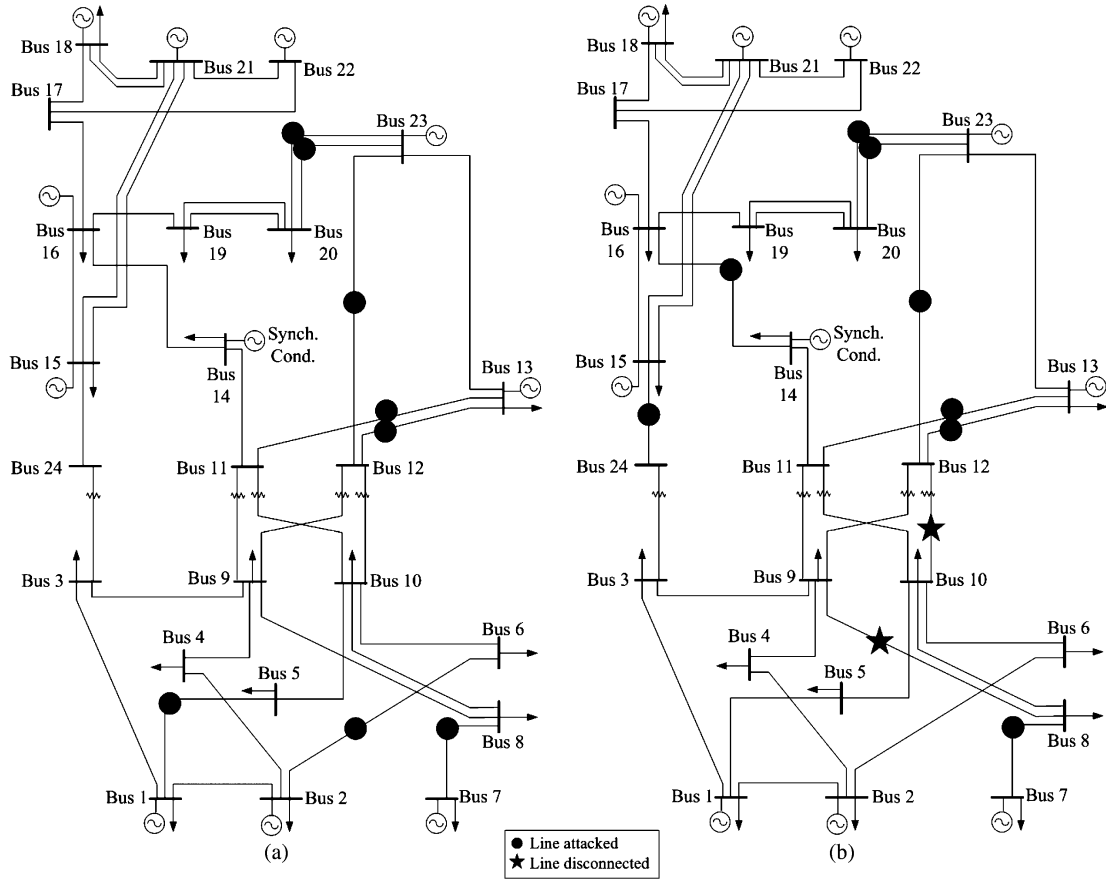 Bus 18
Bus 21
Bus 22
Bus 17
Bus 23
Bus
16
Bus
19
Bus
20
Synch.
Cond.
Bus 15
Bus
14
Bus 13
Bus 24
Bus 11
Bus 12
Bus 3
Bus 9
Bus 10
Bus 4
Bus 6
Bus 5
Bus 8
Bus 1
Bus 2
Bus 7
(a)
Bus 18
Bus 21
Bus 22
Bus 17
Bus 23
Bus
16
Bus
19
Bus
20
Synch.
Cond.
Bus 15
Bus
14
Bus 13
Bus 24
Bus 11
Bus 12
Bus 3
Bus 9
Bus 10
Bus 4
Bus 6
Bus 5
Bus 8
Bus 1
Bus 2
Bus 7
(b)
Line attacked
Line disconnected